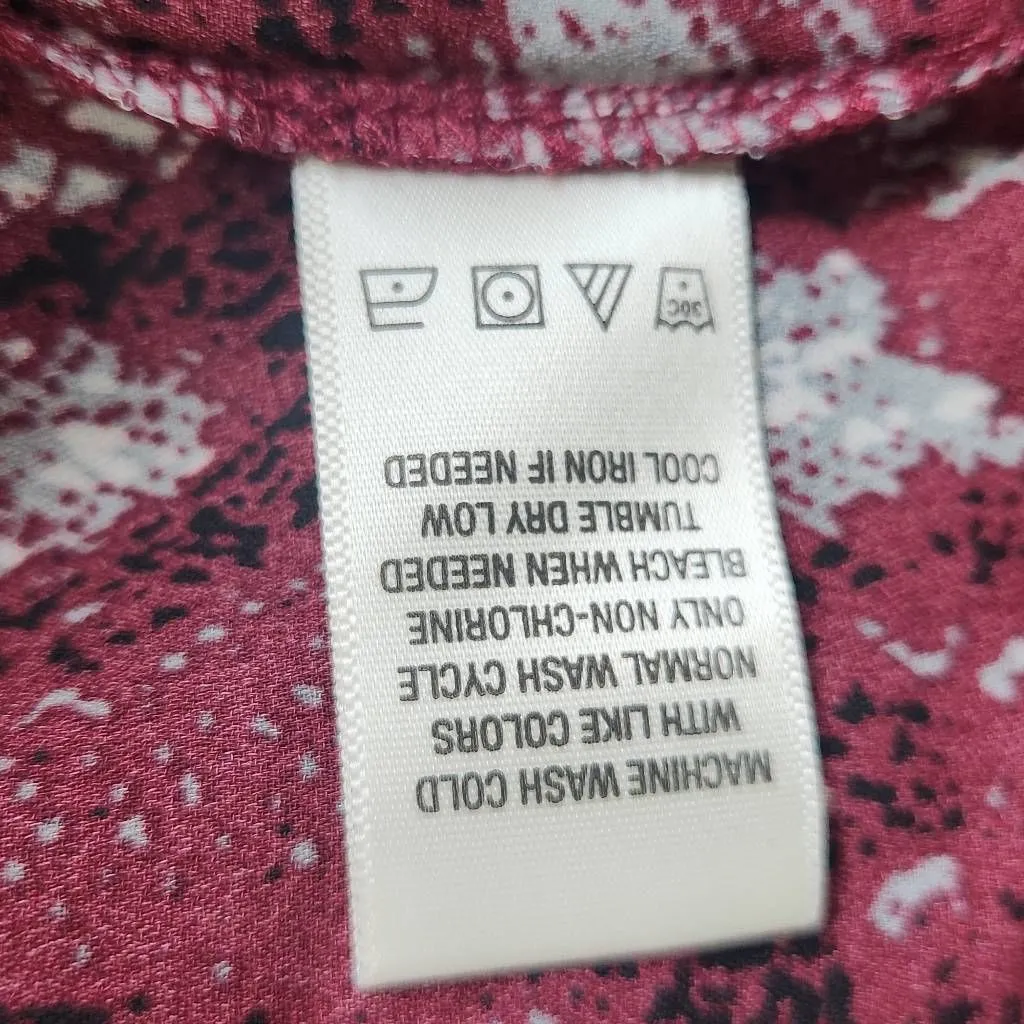 MACHINE WASH COLD
WITH LIKE COLORS
NORMAL WASH CYCLE
ONLY NON-CHLORINE
BLEACH WHEN NEEDED
TUMBLE DRY LOW
COOL IRON IF NEEDED
30C